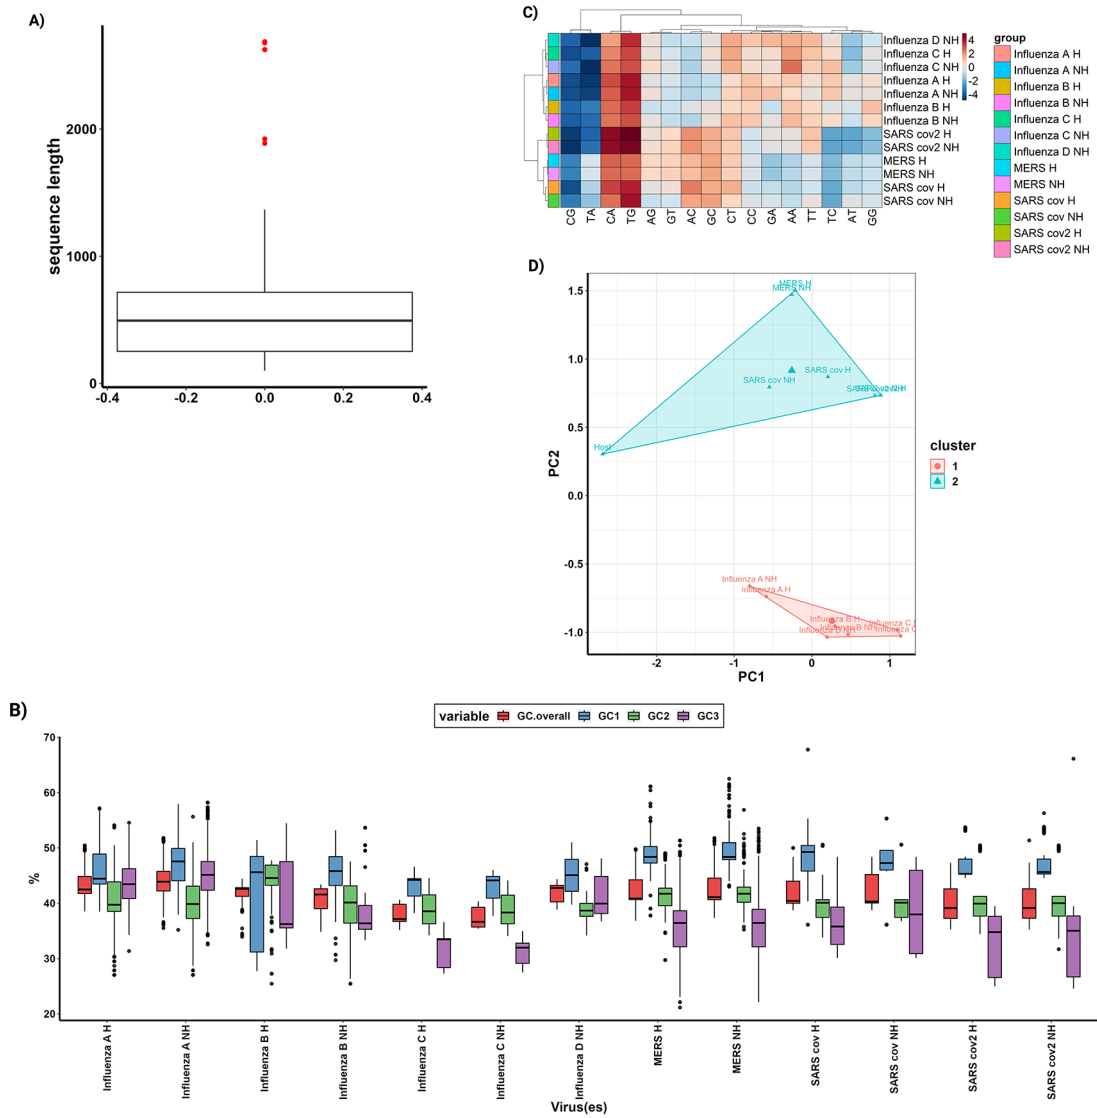 A)
sequence length
2000
1000
0
-0.4
-0.2
0.0
0.2
0.4
C)
Influenza D NH
Influenza C H
Influenza C NH
Influenza A H
Influenza A NH
Influenza B H
Influenza B NH
SARS cov2 H
SARS cov2 NH
MERS H
MERS NH
SARS cov H
SARS cov NH
CG
TA
CA
TG
AG
GT
AC
GC
CT
CC
GA
AA
TT
TC
AT
GG
4
2
0
-2
-4
group
Influenza A H
Influenza A NH
Influenza B H
Influenza B NH
Influenza C H
Influenza C NH
Influenza D NH
MERS H
MERS NH
SARS cov H
SARS cov NH
SARS cov2 H
SARS cov2 NH
D)
PC2
1.5
1.0
0.5
0.0
-0.5
-1.0
MERS H
MERS NH
SARS cov H
SARS cov NH
Host
Influenza A NH
Influenza A H
Influenza B H
Influenza B NH
Influenza D NH
-2
-1
0
1
PC1
cluster
1
2
B)
variable
GC.overall
GC1
GC2
GC3
%
70
60
50
40
30
20
Influenza A H
Influenza A NH
Influenza B H
Influenza B NH
Influenza C H
Influenza C NH
Influenza D NH
MERS H
MERS NH
SARS cov H
SARS cov NH
SARS cov2 H
SARS cov2 NH
Virus(es)